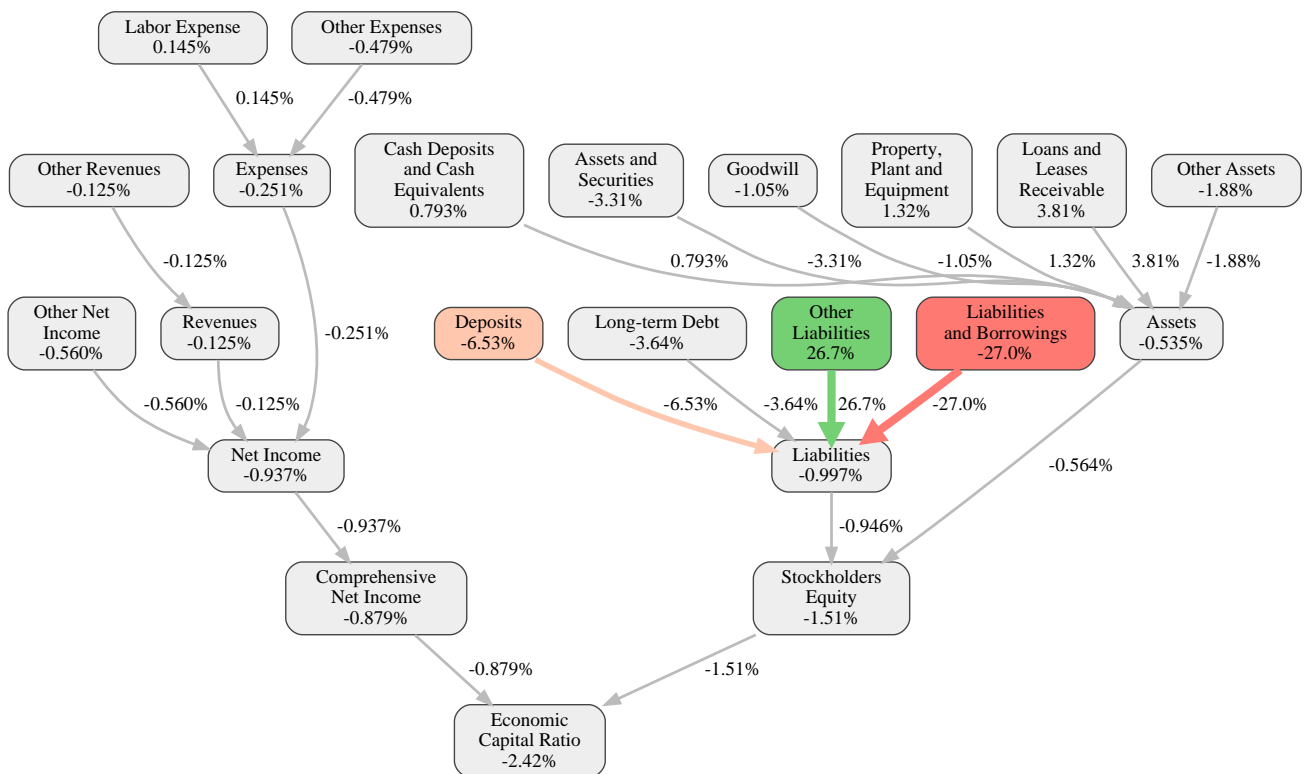 Labor Expense
0.145%
Other Expenses
-0.479%
0.145%
-0.479%
Other Revenues
-0.125%
Expenses
-0.251%
Cash Deposits
and Cash
Equivalents
0.793%
Assets and
Securities
-3.31%
Goodwill
-1.05%
Property,
Plant and
Equipment
1.32%
Loans and
Leases
Receivable
3.81%
Other Assets
-1.88%
-0.125%
0.793%
-3.31%
-1.05%
1.32%
3.81%
-1.88%
Other Net
Income
-0.560%
Revenues
-0.125%
-0.251%
Deposits
-6.53%
Long-term Debt
-3.64%
Other
Liabilities
26.7%
Liabilities
and Borrowings
-27.0%
Assets
-0.535%
-0.560%
-0.125%
-6.53%
-3.64%
26.7%
-27.0%
Net Income
-0.937%
Liabilities
-0.997%
-0.564%
-0.937%
-0.946%
Comprehensive
Net Income
-0.879%
Stockholders
Equity
-1.51%
-0.879%
-1.51%
Economic
Capital Ratio
-2.42%